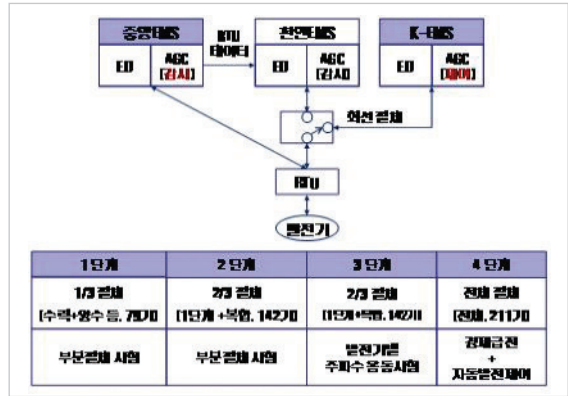 중앙EMS
RTU
데이터
천안EMS
K-EMS
ED
AGC
[감시]
ED
AGC
[감시]
ED
AGC
[제어]
회선 절체
RTU
발전기
1 단계
2 단계
3 단계
4 단계
1/3 절체
[수력+양수 등, 79기]
2/3 절체
[1단계 +복합, 142기]
2/3 절체
[1단계+복합, 142기]
전체 절체
[전체, 211기]
부분절체 시험
부분절체 시험
발전기별
주파수 응동시험
경제급전
+
자동발전제어